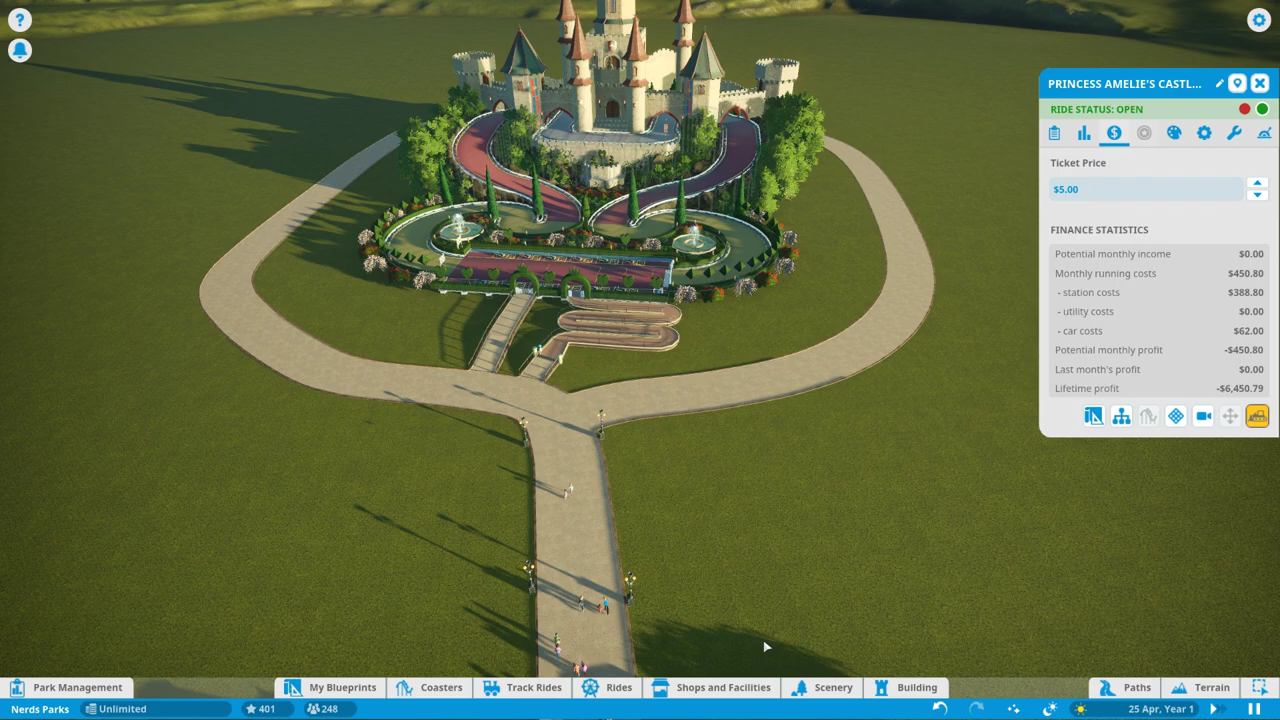 ?
PRINCESS AMELIE'S CASTL...
RIDE STATUS: OPEN
Ticket Price
$5.00
FINANCE STATISTICS
Potential monthly income $0.00
Monthly running costs $450.80
- station costs $388.80
- utility costs $0.00
- car costs $62.00
Potential monthly profit -$450.80
Last month's profit $0.00
Lifetime profit -$6,450.79
Park Management My Blueprints Coasters Track Rides Rides Shops and Facilities Scenery Building Paths Terrain
Nerds Parks Unlimited 401 248 25 Apr, Year 1